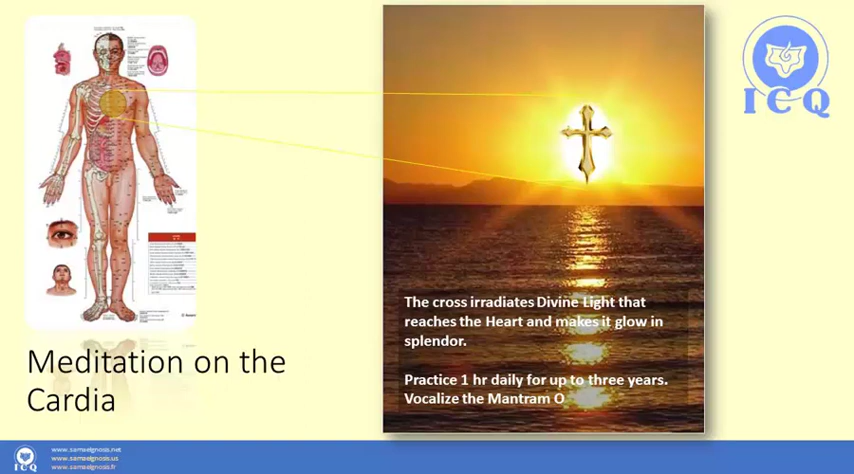 ICQ
The cross irradiates Divine Light that
reaches the Heart and makes it glow in
splendor.
Practice 1 hr daily for up to three years.
Vocalize the Mantram O
Meditation on the
Cardia
ICQ
www.samaelgnosis.net
www.samaelgnosis.us
www.samaelgnosis.fr